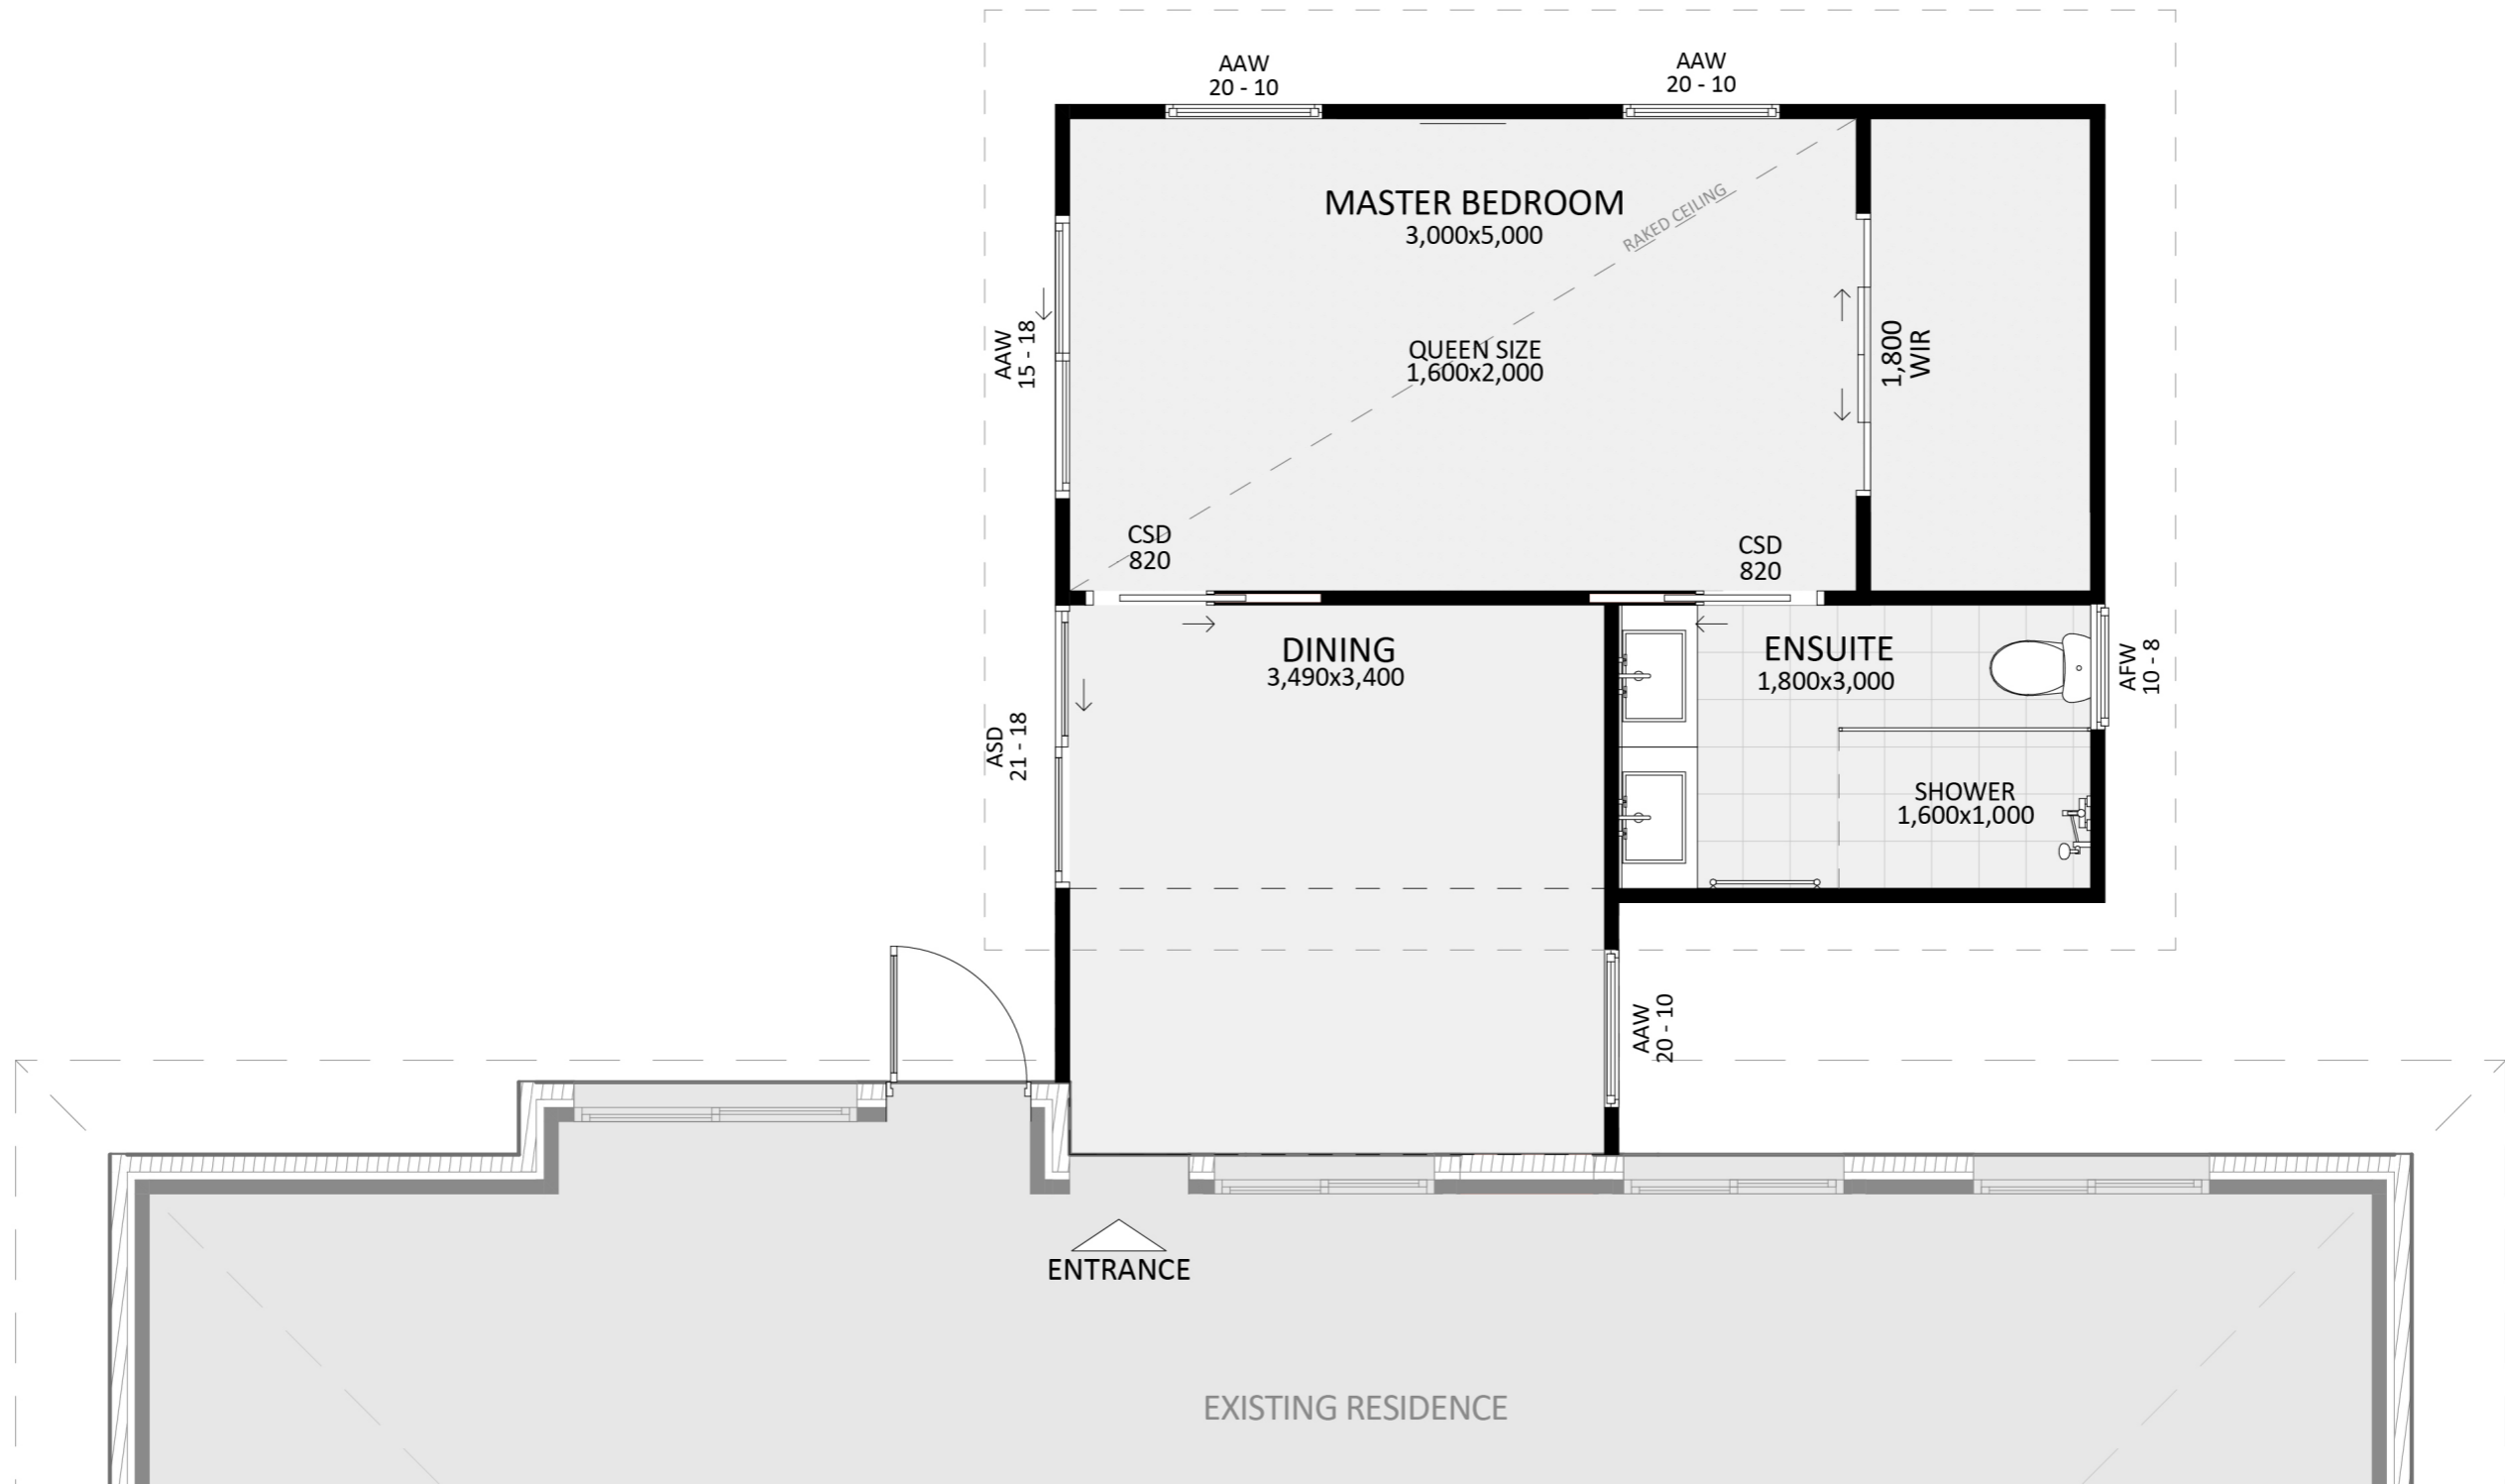 AAW
20 - 10
AAW
20 - 10
MASTER BEDROOM
3,000x5,000
RAKED CEILING
QUEEN SIZE
1,600x2,000
AAW
15 - 18
1,800
WIR
CSD
820
CSD
820
DINING
3,490x3,400
ENSUITE
1,800x3,000
AFW
10 - 8
ASD
21 - 18
SHOWER
1,600x1,000
AAW
20 - 10
ENTRANCE
EXISTING RESIDENCE